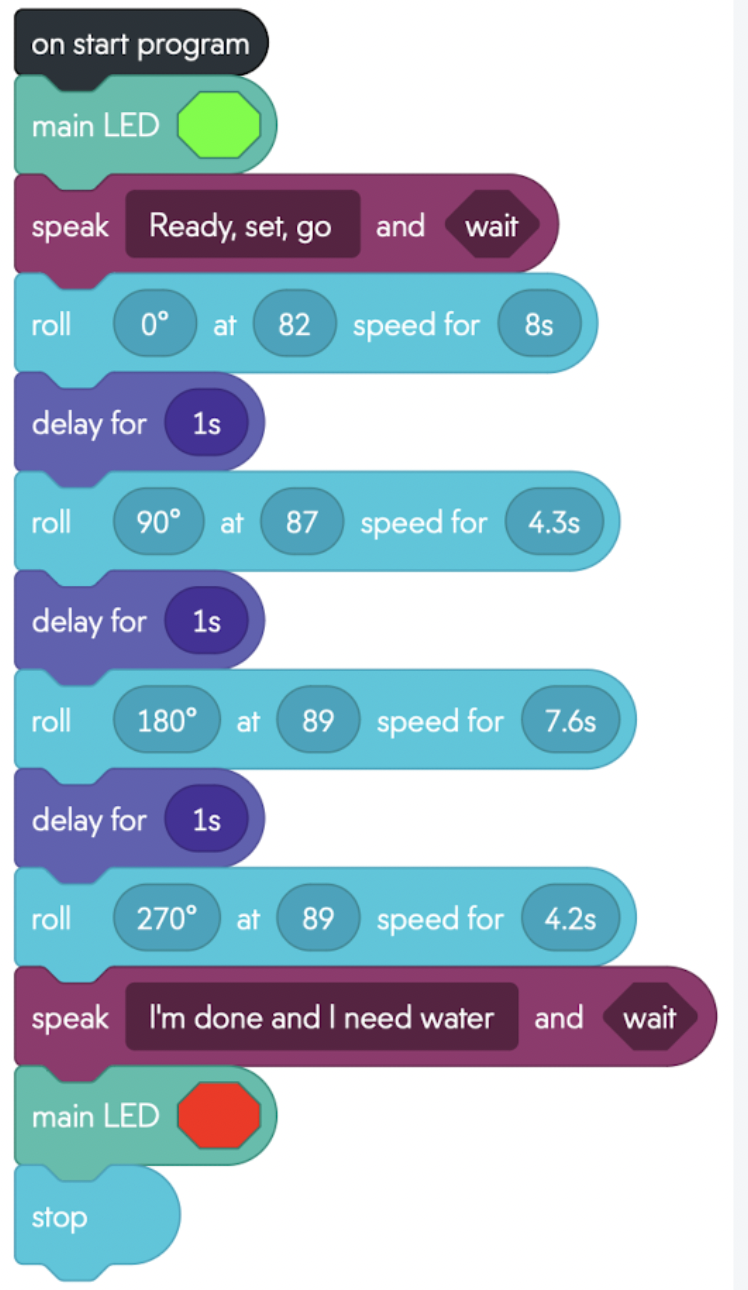 on start program
main LED
speak Ready, set, go and wait
roll 0° at 82 speed for 8s
delay for 1s
roll 90° at 87 speed for 4.3s
delay for 1s
roll 180° at 89 speed for 7.6s
delay for 1s
roll 270° at 89 speed for 4.2s
speak I'm done and I need water and wait
main LED
stop